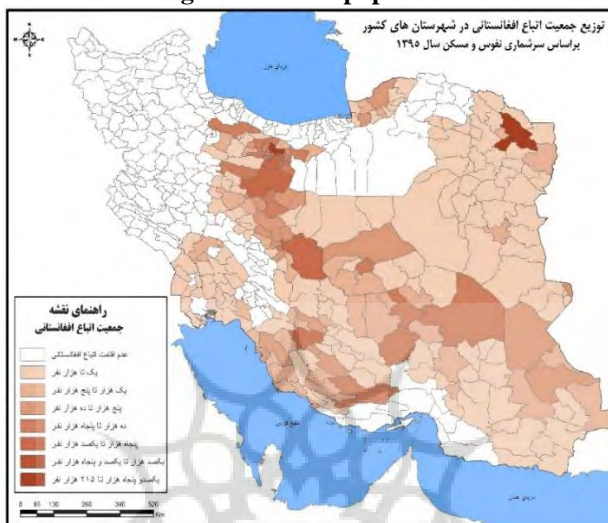 توزیع جمعیت اتباع افغانستانی در شهرستان های کشور
براساس سرشماری نفوس و مسکن سال ۱۳۹۵
دریای خزر
خلیج فارس
دریای عمان
راهنمای نقشه
جمعیت اتباع افغانستانی
عدم اقامت اتباع افغانستانی
یک تا هزار نفر
یک هزار تا پنج هزار نفر
پنج هزار تا ده هزار نفر
ده هزار تا پنجاه هزار نفر
پنجاه هزار تا یکصد هزار نفر
یکصد هزار تا یکصد و پنجاه هزار نفر
یکصدو پنجاه هزار تا ۲۱۵ هزار نفر
0 65 130 260 390 520
Km